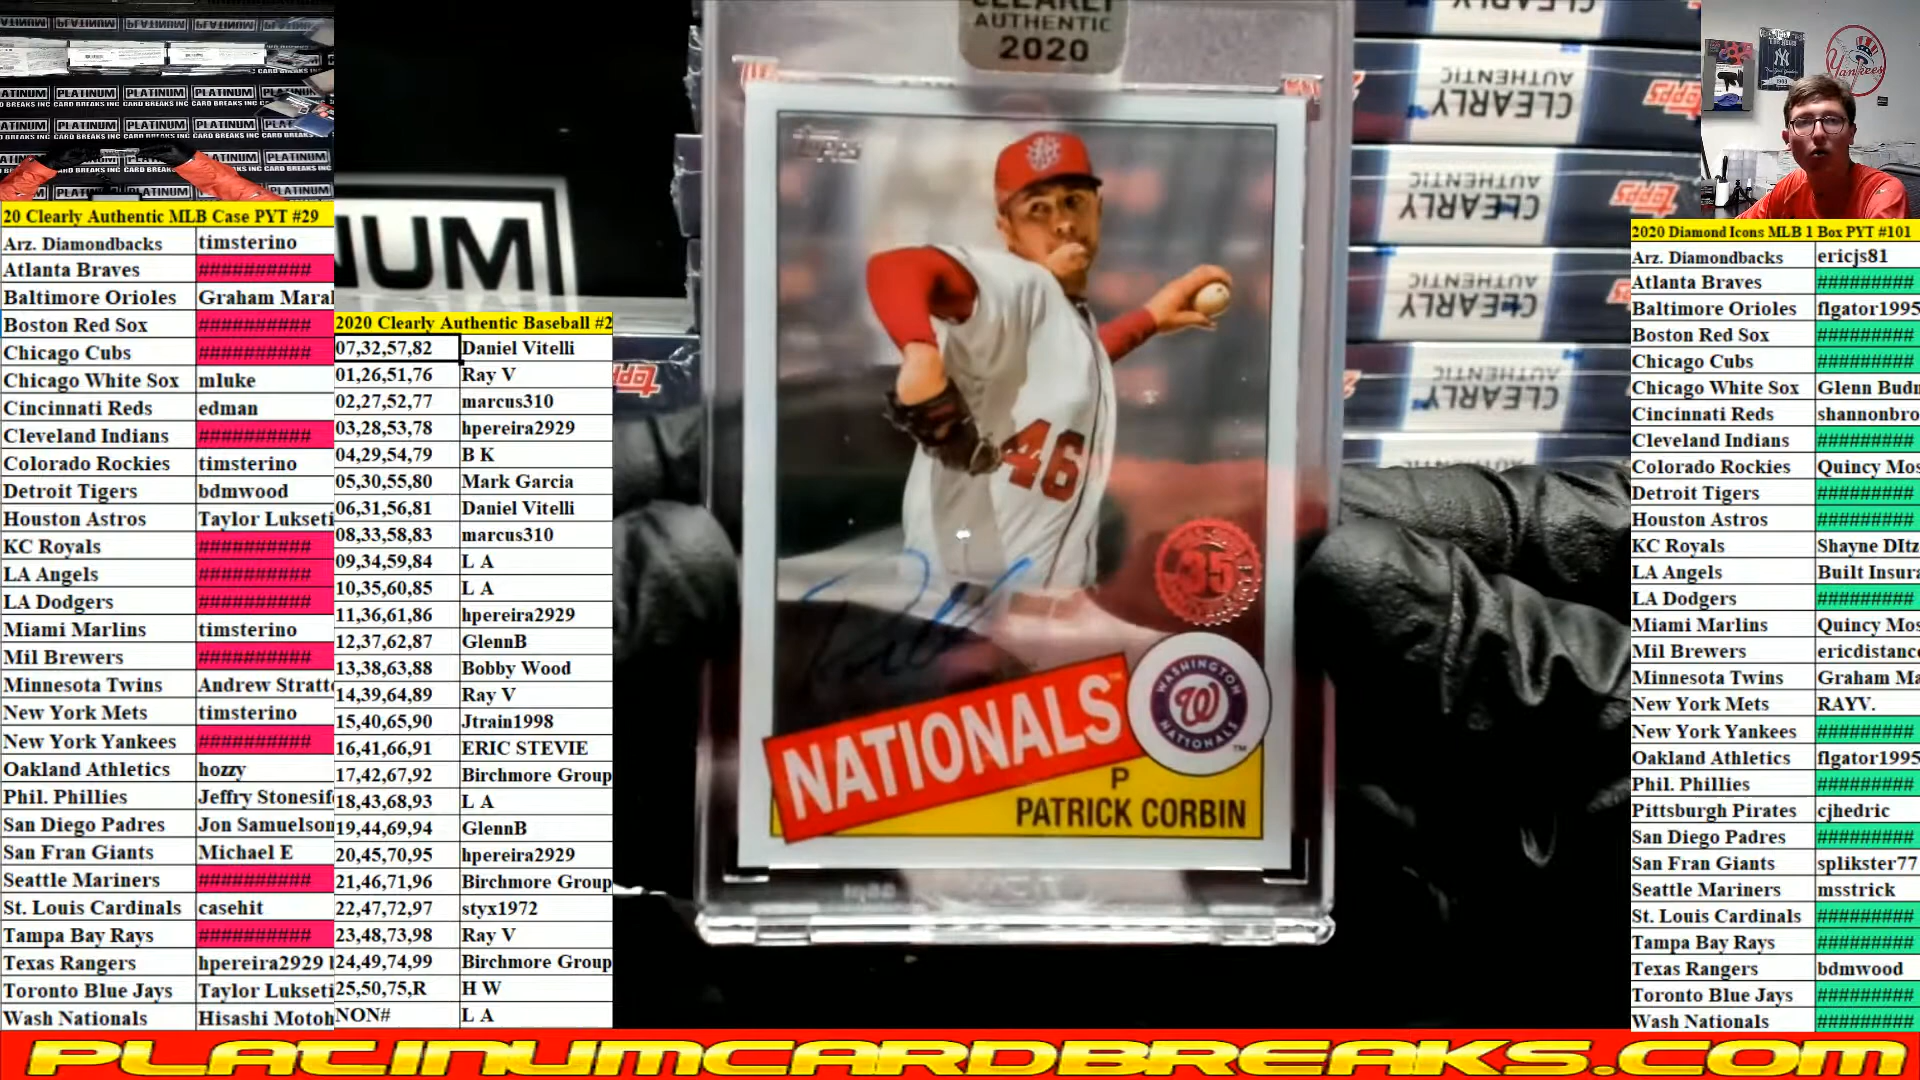 20 Clearly Authentic MLB Case PYT #29
Arz. Diamondbacks timsterino
Atlanta Braves ##########
Baltimore Orioles Graham Maral
Boston Red Sox ##########
Chicago Cubs ##########
Chicago White Sox mluke
Cincinnati Reds edman
Cleveland Indians ##########
Colorado Rockies timsterino
Detroit Tigers bdmwood
Houston Astros Taylor Lukseti
KC Royals ##########
LA Angels ##########
LA Dodgers ##########
Miami Marlins timsterino
Mil Brewers ##########
Minnesota Twins Andrew Stratt
New York Mets timsterino
New York Yankees ##########
Oakland Athletics hozzy
Phil. Phillies Jeffry Stonesif
San Diego Padres Jon Samuelson
San Fran Giants Michael E
Seattle Mariners ##########
St. Louis Cardinals casehit
Tampa Bay Rays ##########
Texas Rangers hpereira2929
Toronto Blue Jays Taylor Lukseti
Wash Nationals Hisashi Motoh
2020 Clearly Authentic Baseball #2
07,32,57,82 Daniel Vitelli
01,26,51,76 Ray V
02,27,52,77 marcus310
03,28,53,78 hpereira2929
04,29,54,79 B K
05,30,55,80 Mark Garcia
06,31,56,81 Daniel Vitelli
08,33,58,83 marcus310
09,34,59,84 L A
10,35,60,85 L A
11,36,61,86 hpereira2929
12,37,62,87 GlennB
13,38,63,88 Bobby Wood
14,39,64,89 Ray V
15,40,65,90 Jtrain1998
16,41,66,91 ERIC STEVIE
17,42,67,92 Birchmore Group
18,43,68,93 L A
19,44,69,94 GlennB
20,45,70,95 hpereira2929
21,46,71,96 Birchmore Group
22,47,72,97 styx1972
23,48,73,98 Ray V
24,49,74,99 Birchmore Group
25,50,75,R H W
NON# L A
CLEARLY
AUTHENTIC
2020
Topps
46
35
NATIONALS
WASHINGTON
NATIONALS
P
PATRICK CORBIN
NUM
CLEARLY AUTHENTIC
Topps
Yankees
2020 Diamond Icons MLB 1 Box PYT #101
Arz. Diamondbacks ericjs81
Atlanta Braves #########
Baltimore Orioles flgator1995
Boston Red Sox #########
Chicago Cubs #########
Chicago White Sox Glenn Budn
Cincinnati Reds shannonbro
Cleveland Indians #########
Colorado Rockies Quincy Mos
Detroit Tigers #########
Houston Astros #########
KC Royals Shayne DItz
LA Angels Built Insura
LA Dodgers #########
Miami Marlins Quincy Mos
Mil Brewers ericdistanc
Minnesota Twins Graham Ma
New York Mets RAYV.
New York Yankees #########
Oakland Athletics flgator1995
Phil. Phillies #########
Pittsburgh Pirates cjhedric
San Diego Padres #########
San Fran Giants splikster77
Seattle Mariners msstrick
St. Louis Cardinals #########
Tampa Bay Rays #########
Texas Rangers bdmwood
Toronto Blue Jays #########
Wash Nationals #########
PLATINUMCARDBREAKS.COM